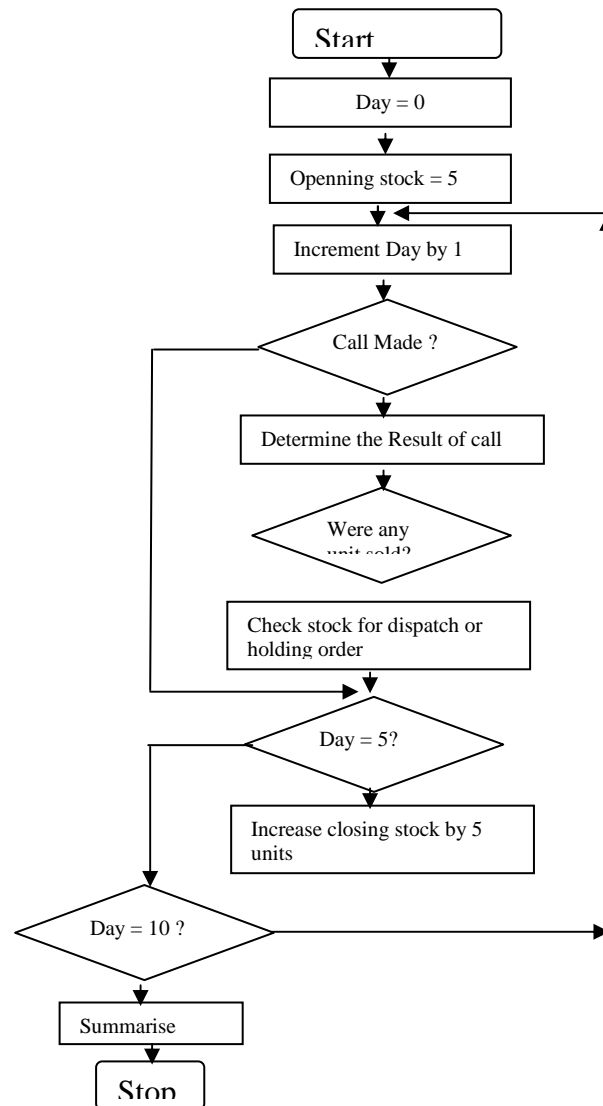 Start
Day = 0
Openning stock = 5
Increment Day by 1
Call Made ?
Determine the Result of call
Were any
unit sold?
Check stock for dispatch or
holding order
Day = 5?
Increase closing stock by 5
units
Day = 10 ?
Summarise
Stop